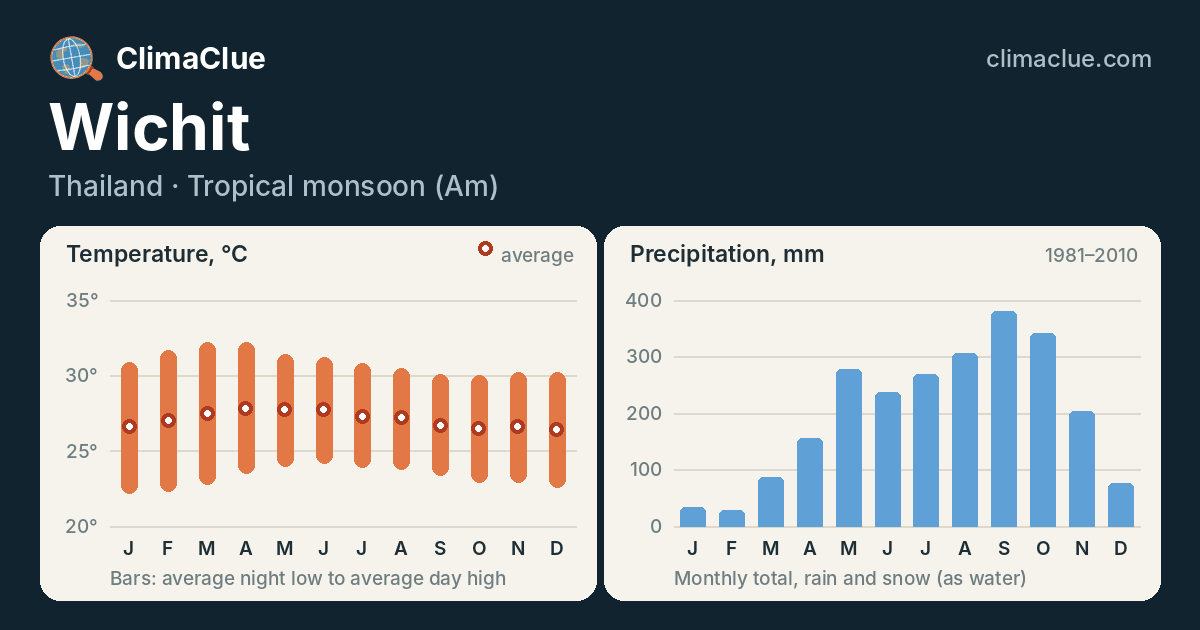 ClimaClue
climaclue.com
Wichit
Thailand · Tropical monsoon (Am)
Temperature, °C
average
35°
30°
25°
20°
J F M A M J J A S O N D
Bars: average night low to average day high
Precipitation, mm
1981–2010
400
300
200
100
0
J F M A M J J A S O N D
Monthly total, rain and snow (as water)